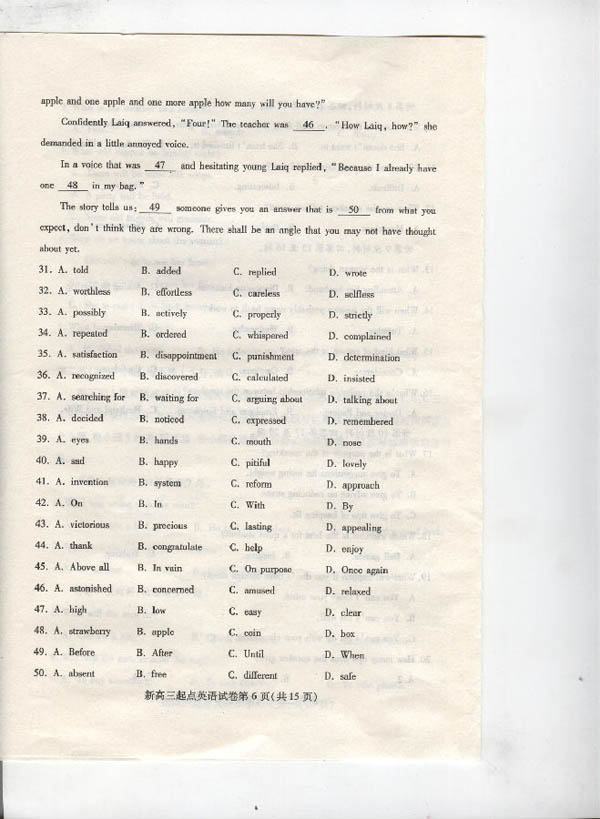 apple and one apple and one more apple how many will you have?"
Confidently Laiq answered, "Four!" The teacher was 46 . "How Laiq, how?" she
demanded in a little annoyed voice.
In a voice that was 47 , and hesitating young Laiq replied, "Because I already have
one 48 in my bag."
The story tells us: 49 someone gives you an answer that is 50 from what you
expect, don't think they are wrong. There shall be an angle that you may not have thought
about yet.
31. A. told B. added C. replied D. wrote
32. A. worthless B. effortless C. careless D. selfless
33. A. possibly B. actively C. properly D. strictly
34. A. repeated B. ordered C. whispered D. complained
35. A. satisfaction B. disappointment C. punishment D. determination
36. A. recognized B. discovered C. calculated D. insisted
37. A. searching for B. waiting for C. arguing about D. talking about
38. A. decided B. noticed C. expressed D. remembered
39. A. eyes B. hands C. mouth D. nose
40. A. sad B. happy C. pitiful D. lovely
41. A. invention B. system C. reform D. approach
42. A. On B. In C. With D. By
43. A. victorious B. precious C. lasting D. appealing
44. A. thank B. congratulate C. help D. enjoy
45. A. Above all B. In vain C. On purpose D. Once again
46. A. astonished B. concerned C. amused D. relaxed
47. A. high B. low C. easy D. clear
48. A. strawberry B. apple C. coin D. box
49. A. Before B. After C. Until D. When
50. A. absent B. free C. different D. safe
新高三起点英语试卷第 6 页(共 15 页)